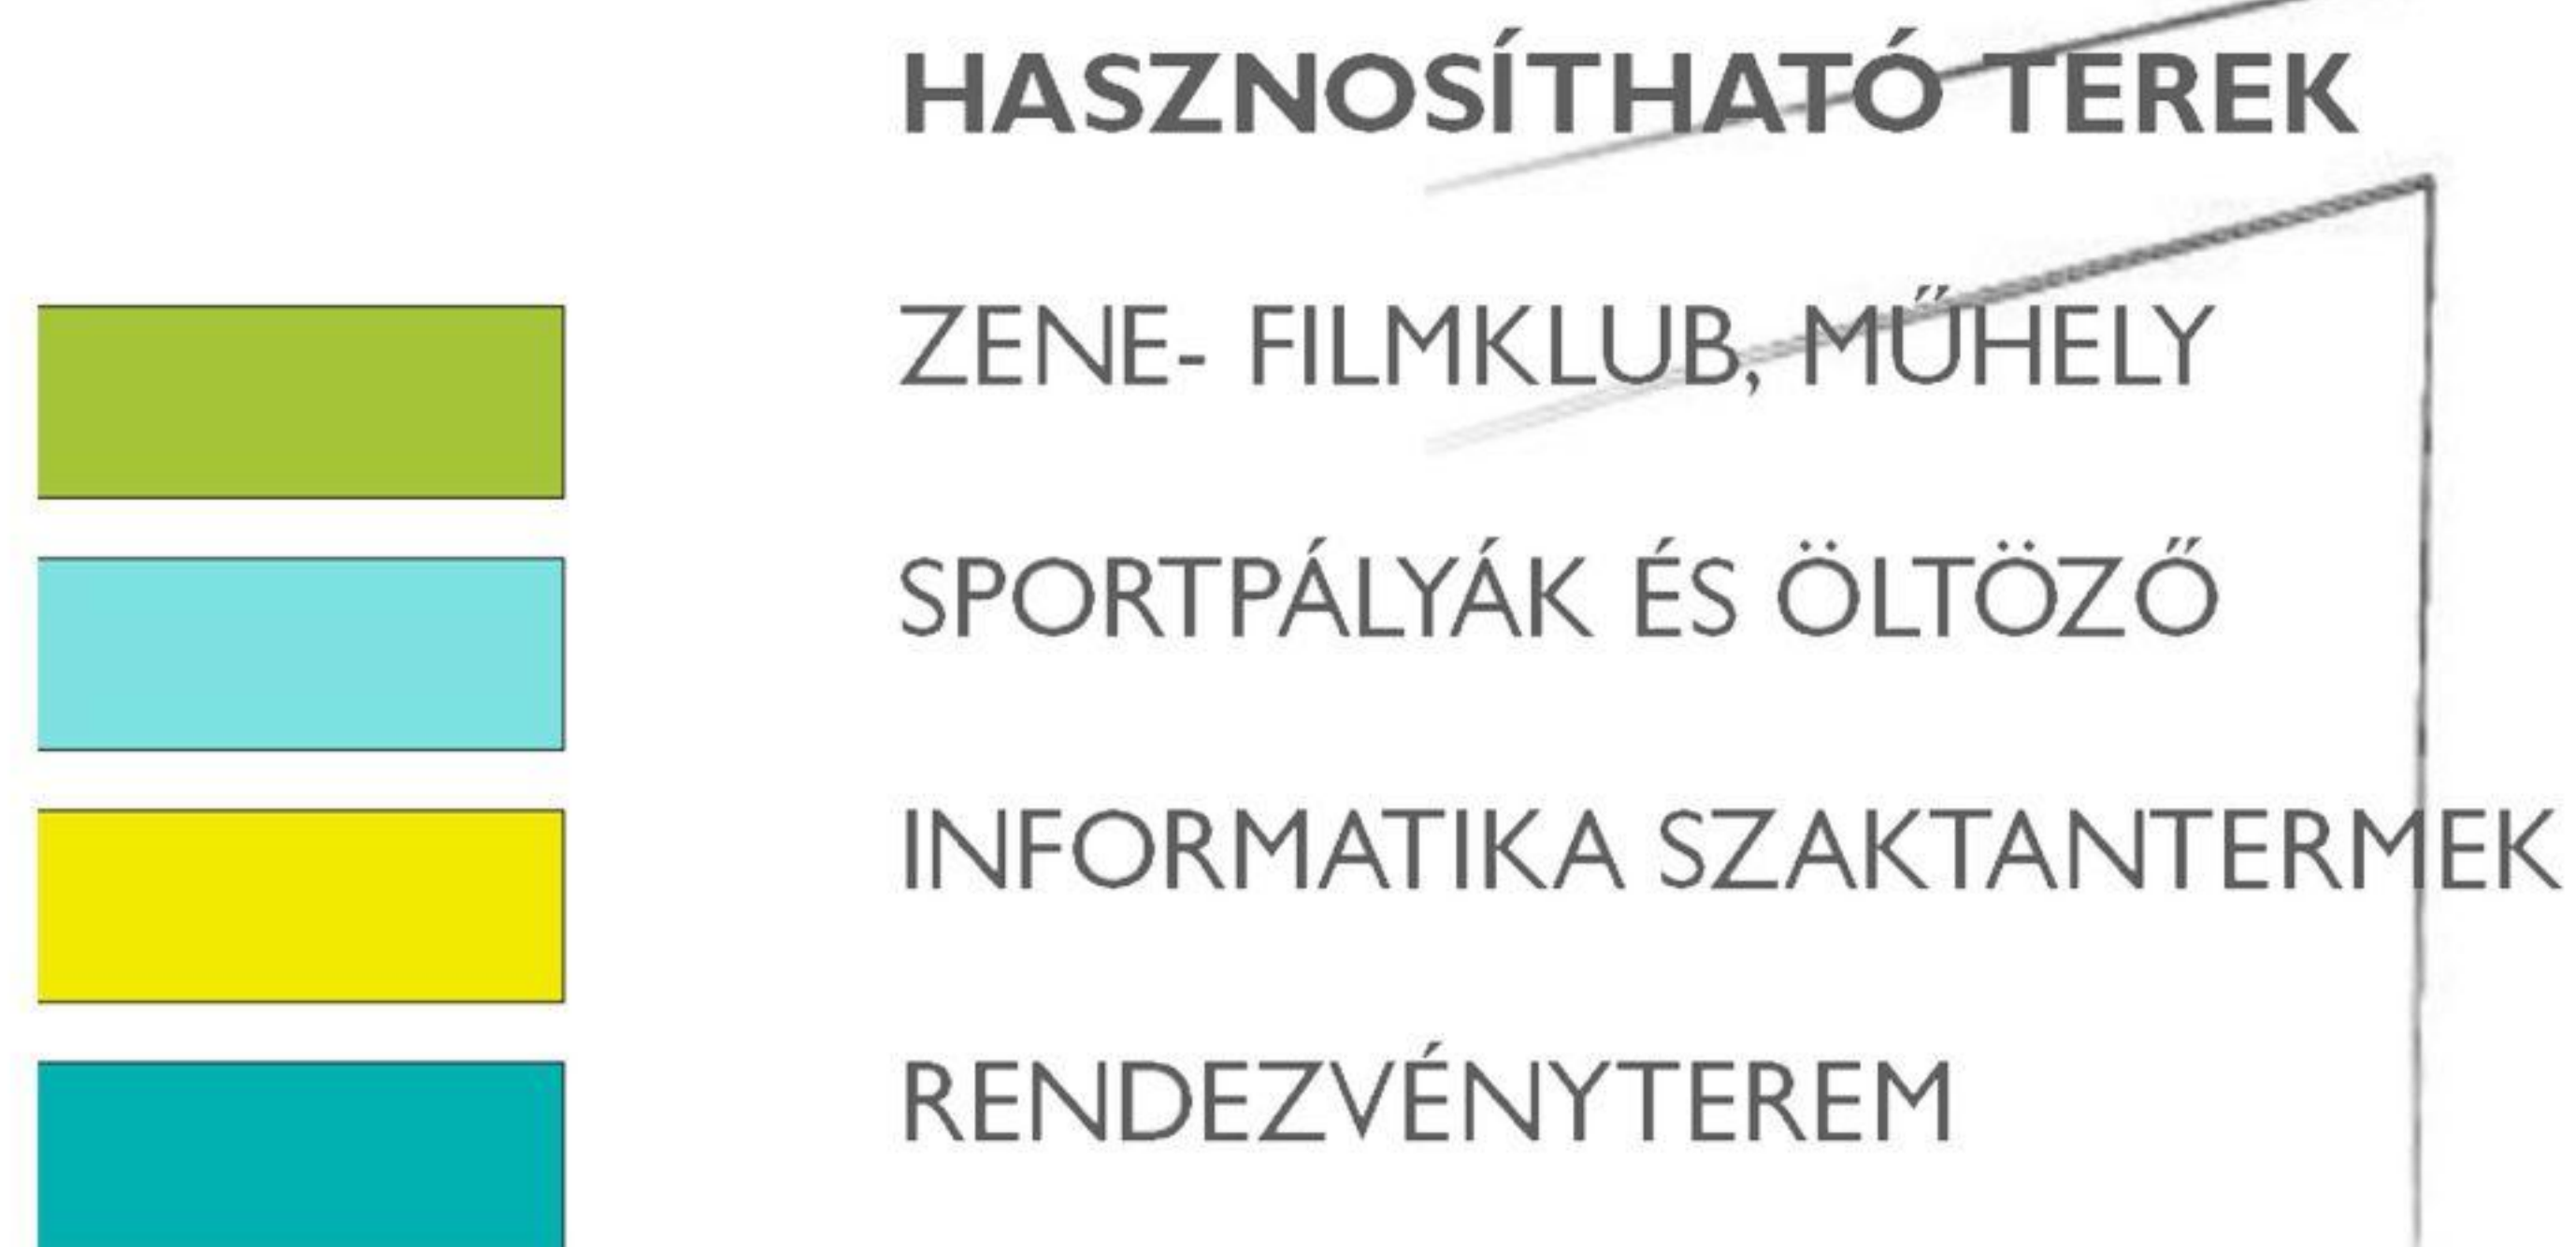 HASZNOSÍTHATÓ TEREK
ZENE- FILMKLUB, MŰHELY
SPORTPÁLYÁK ÉS ÖLTÖZŐ
INFORMATIKA SZAKTANTERMEK
RENDEZVÉNYTEREM